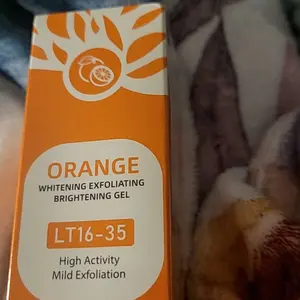 ORANGE
WHITENING EXFOLIATING
BRIGHTENING GEL
LT16-35
High Activity
Mild Exfoliation